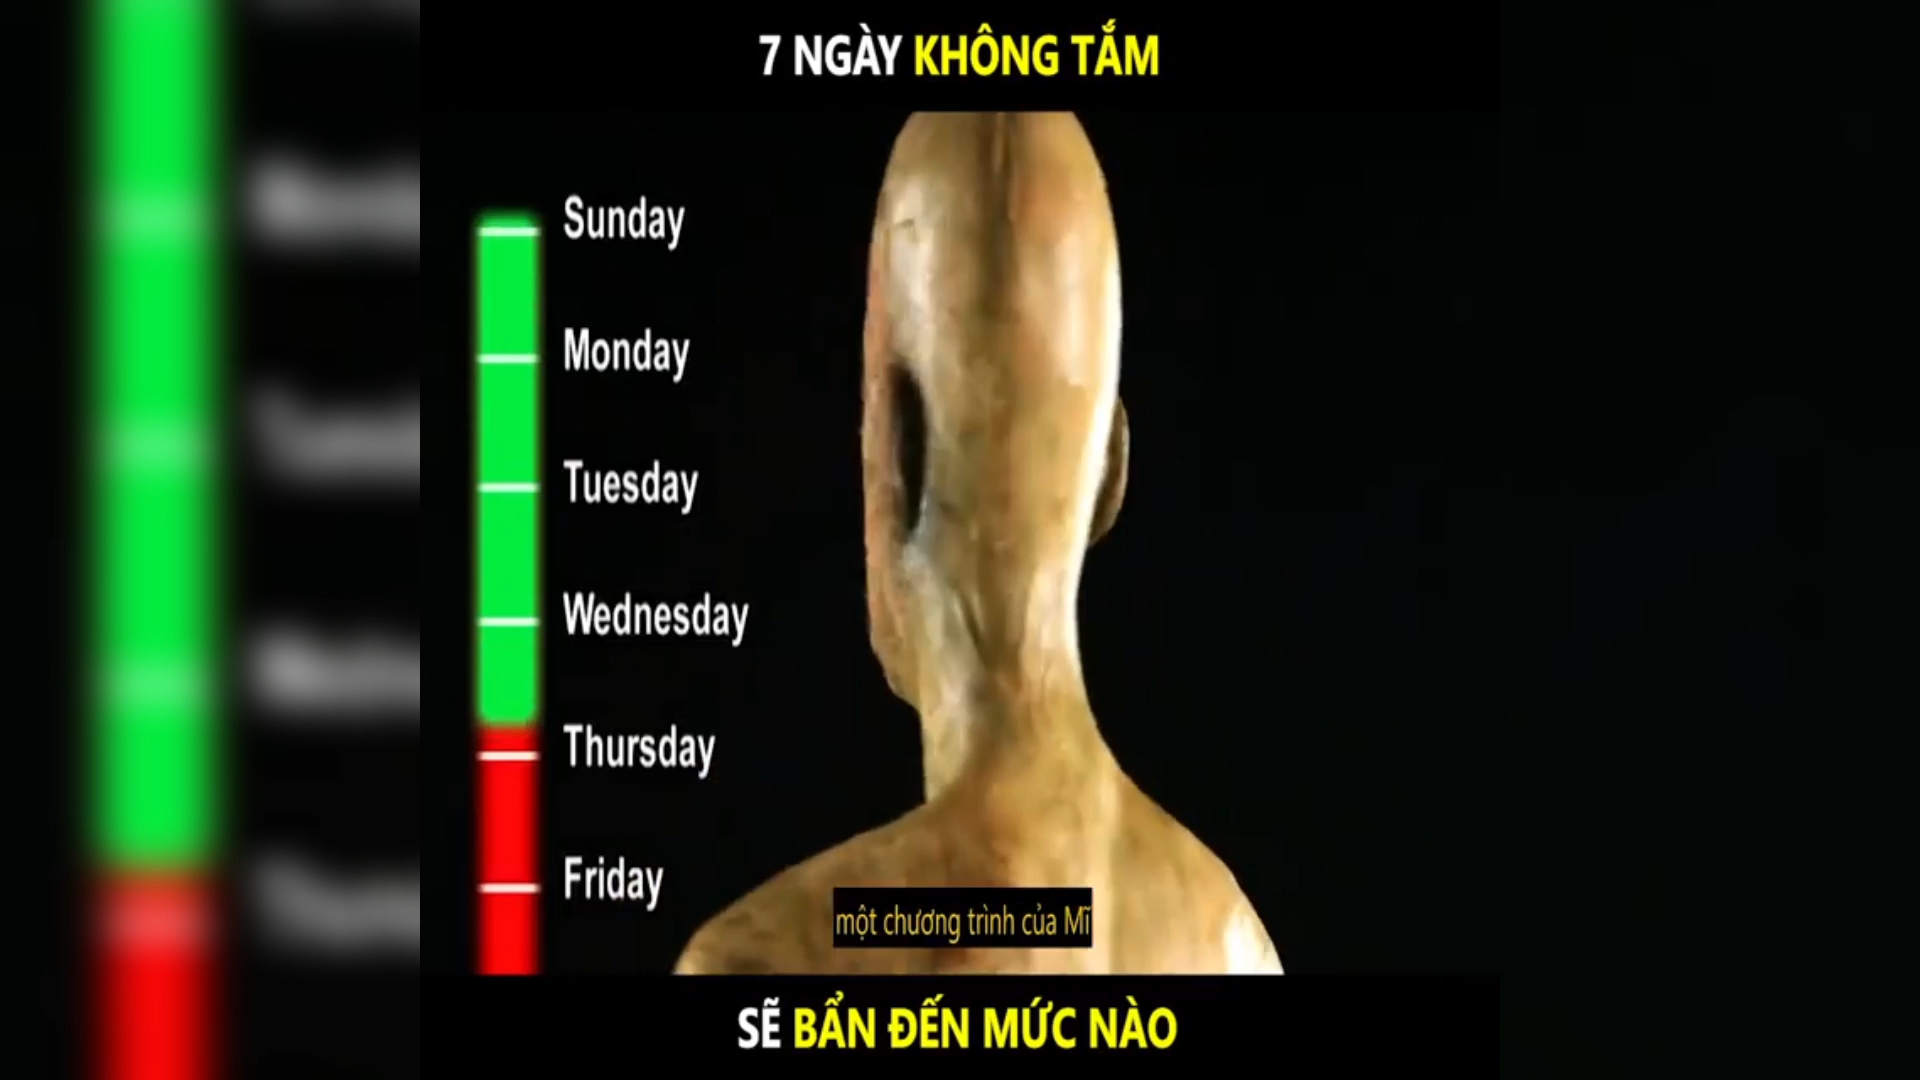 7 NGÀY KHÔNG TẮM
Sunday
Monday
Tuesday
Wednesday
Thursday
Friday
một chương trình của Mĩ
SẼ BẨN ĐẾN MỨC NÀO